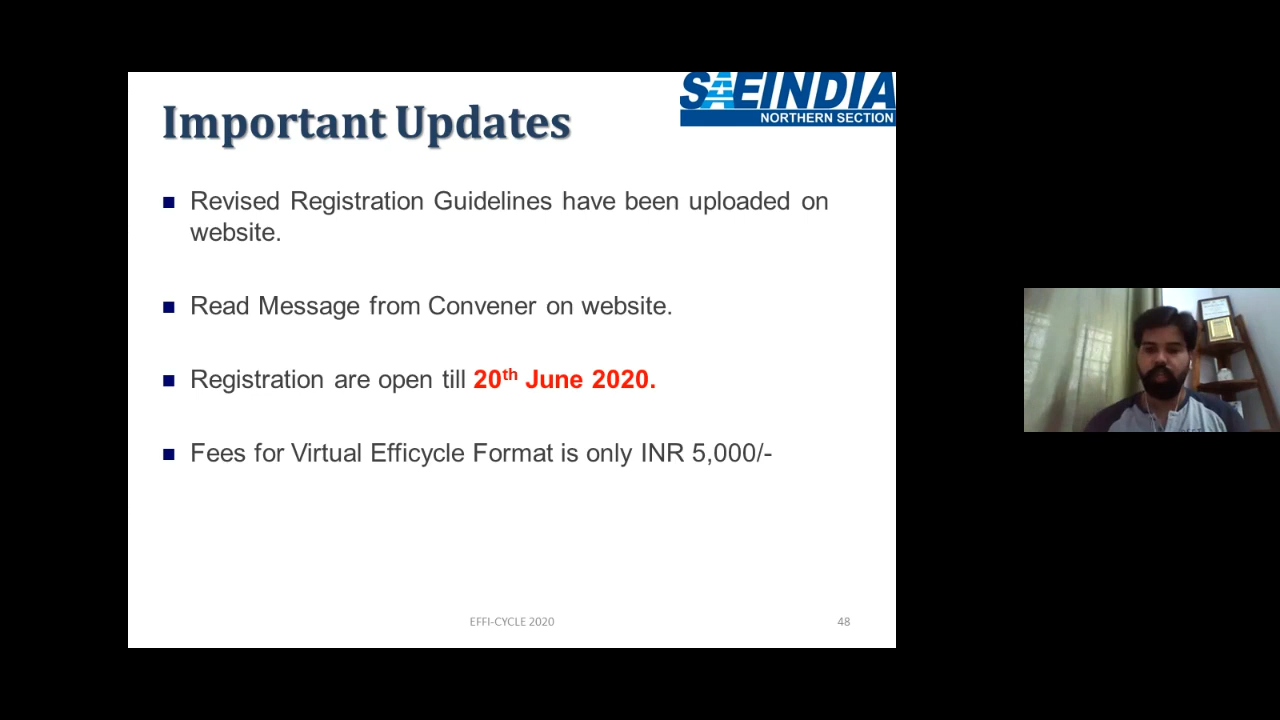 SAEINDIA
NORTHERN SECTION
Important Updates
Revised Registration Guidelines have been uploaded on
website.
Read Message from Convener on website.
Registration are open till 20th June 2020.
Fees for Virtual Efficycle Format is only INR 5,000/-
EFFI-CYCLE 2020
48